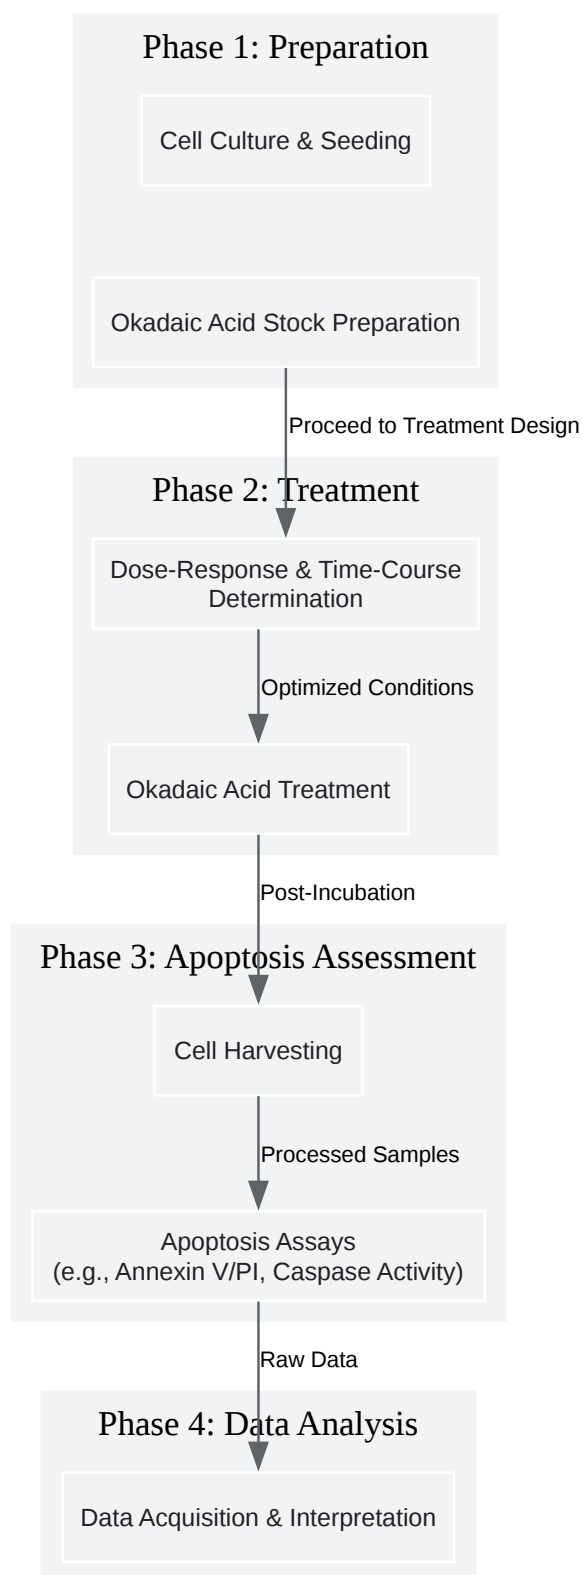 Phase 1: Preparation
Cell Culture & Seeding
Okadaic Acid Stock Preparation
Proceed to Treatment Design
Phase 2: Treatment
Dose-Response & Time-Course
Determination
Optimized Conditions
Okadaic Acid Treatment
Post-Incubation
Phase 3: Apoptosis Assessment
Cell Harvesting
Processed Samples
Apoptosis Assays
(e.g., Annexin V/PI, Caspase Activity)
Raw Data
Phase 4: Data Analysis
Data Acquisition & Interpretation